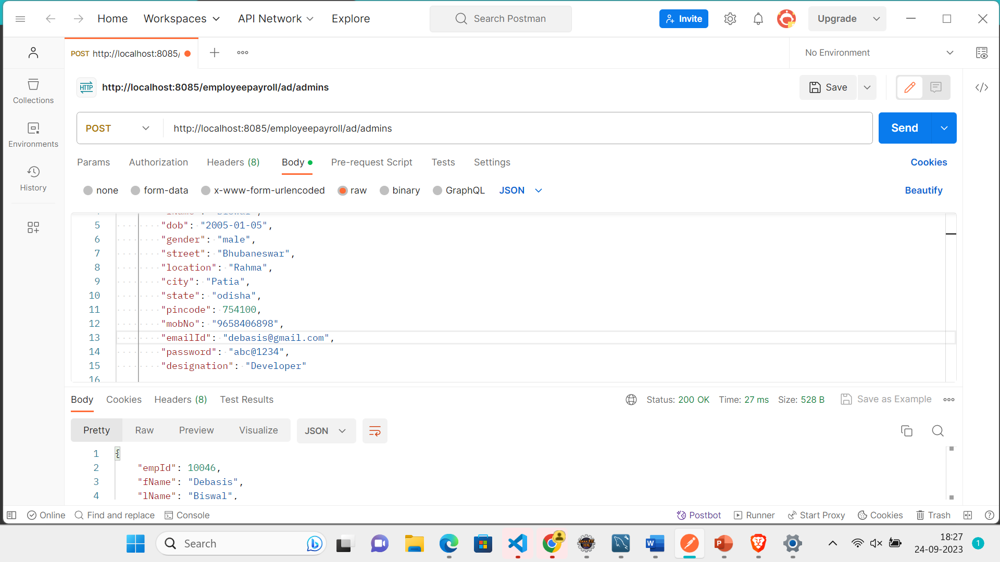 Home
Workspaces
API Network
Explore
Search Postman
Invite
Upgrade
POST http://localhost:8085/
No Environment
HTTP
http://localhost:8085/employeepayroll/ad/admins
Save
Collections
Environments
History
POST
http://localhost:8085/employeepayroll/ad/admins
Send
Params
Authorization
Headers (8)
Body
Pre-request Script
Tests
Settings
Cookies
none
form-data
x-www-form-urlencoded
raw
binary
GraphQL
JSON
Beautify
5 "dob": "2005-01-05",
6 "gender": "male",
7 "street": "Bhubaneswar",
8 "location": "Rahma",
9 "city": "Patia",
10 "state": "odisha",
11 "pincode": 754100,
12 "mobNo": "9658406898",
13 "emailId": "debasis@gmail.com",
14 "password": "abc@1234",
15 "designation": "Developer"
16
Body
Cookies
Headers (8)
Test Results
Status: 200 OK
Time: 27 ms
Size: 528 B
Save as Example
Pretty
Raw
Preview
Visualize
JSON
1 {
2 "empId": 10046,
3 "fName": "Debasis",
4 "lName": "Biswal",
Online
Find and replace
Console
Postbot
Runner
Start Proxy
Cookies
Trash
Search
18:27
24-09-2023
1